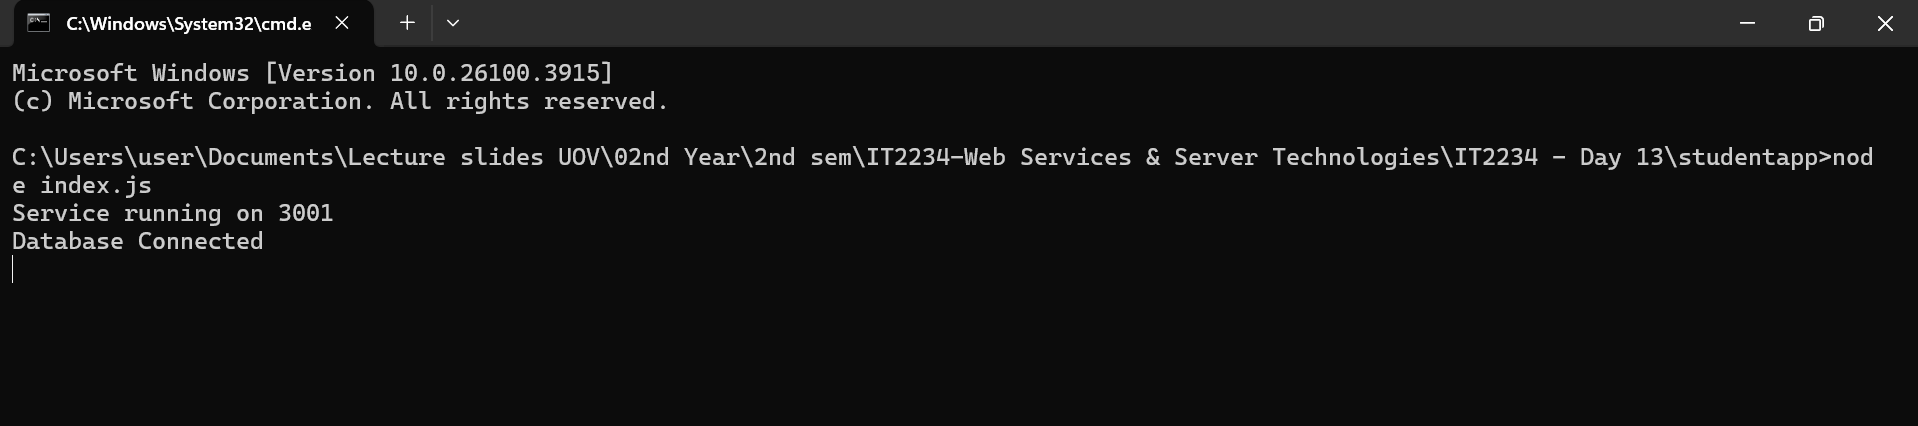 C:\Windows\System32\cmd.e
Microsoft Windows [Version 10.0.26100.3915]
(c) Microsoft Corporation. All rights reserved.
C:\Users\user\Documents\Lecture slides UOV\02nd Year\2nd sem\IT2234-Web Services & Server Technologies\IT2234 - Day 13\studentapp>nod
e index.js
Service running on 3001
Database Connected